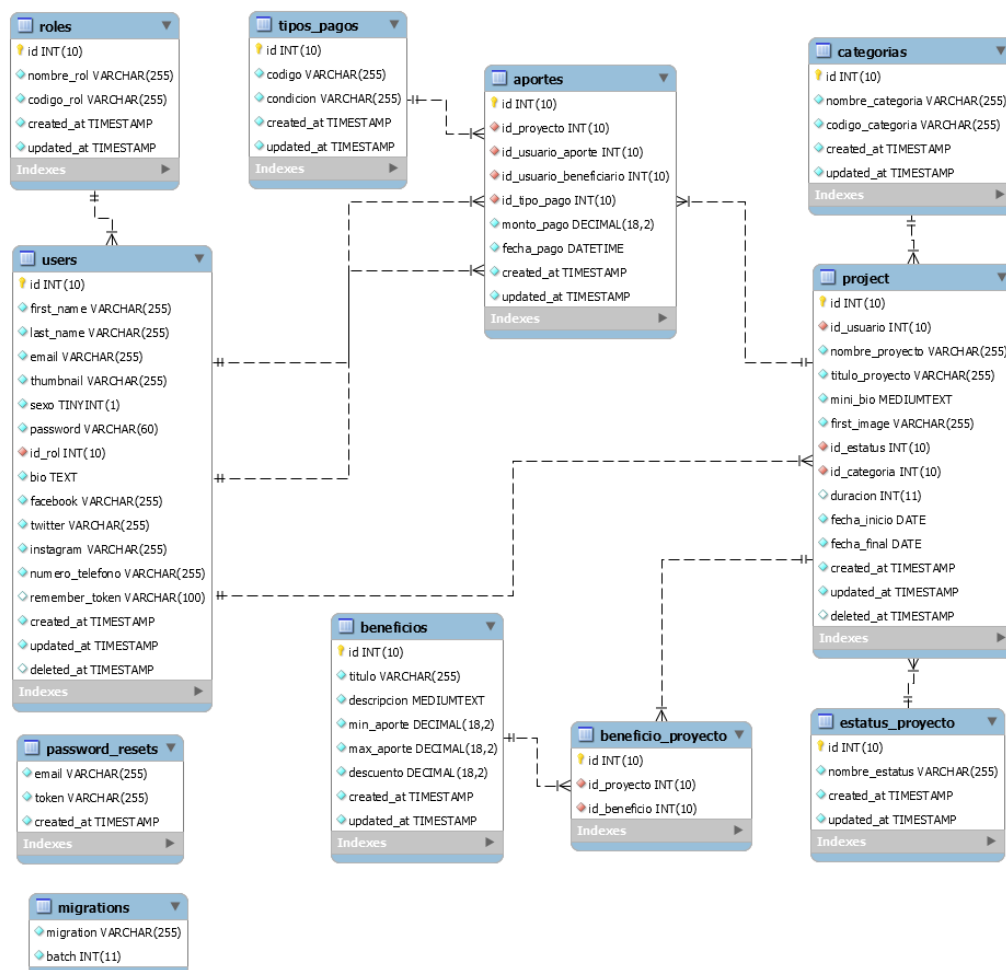 roles
id INT(10)
nombre_rol VARCHAR(255)
codigo_rol VARCHAR(255)
created_at TIMESTAMP
updated_at TIMESTAMP
Indexes
tipos_pagos
id INT(10)
codigo VARCHAR(255)
condicion VARCHAR(255)
created_at TIMESTAMP
updated_at TIMESTAMP
Indexes
aportes
id INT(10)
id_proyecto INT(10)
id_usuario_aporte INT(10)
id_usuario_beneficiario INT(10)
id_tipo_pago INT(10)
monto_pago DECIMAL(18,2)
fecha_pago DATETIME
created_at TIMESTAMP
updated_at TIMESTAMP
Indexes
categorias
id INT(10)
nombre_categoria VARCHAR(255)
codigo_categoria VARCHAR(255)
created_at TIMESTAMP
updated_at TIMESTAMP
Indexes
users
id INT(10)
first_name VARCHAR(255)
last_name VARCHAR(255)
email VARCHAR(255)
thumbnail VARCHAR(255)
sexo TINYINT(1)
password VARCHAR(60)
id_rol INT(10)
bio TEXT
facebook VARCHAR(255)
twitter VARCHAR(255)
instagram VARCHAR(255)
numero_telefono VARCHAR(255)
remember_token VARCHAR(100)
created_at TIMESTAMP
updated_at TIMESTAMP
deleted_at TIMESTAMP
Indexes
project
id INT(10)
id_usuario INT(10)
nombre_proyecto VARCHAR(255)
titulo_proyecto VARCHAR(255)
mini_bio MEDIUMTEXT
first_image VARCHAR(255)
id_estatus INT(10)
id_categoria INT(10)
duracion INT(11)
fecha_inicio DATE
fecha_final DATE
created_at TIMESTAMP
updated_at TIMESTAMP
deleted_at TIMESTAMP
Indexes
beneficios
id INT(10)
titulo VARCHAR(255)
descripcion MEDIUMTEXT
min_aporte DECIMAL(18,2)
max_aporte DECIMAL(18,2)
descuento DECIMAL(18,2)
created_at TIMESTAMP
updated_at TIMESTAMP
Indexes
beneficio_proyecto
id INT(10)
id_proyecto INT(10)
id_beneficio INT(10)
Indexes
estatus_proyecto
id INT(10)
nombre_estatus VARCHAR(255)
created_at TIMESTAMP
updated_at TIMESTAMP
Indexes
password_resets
email VARCHAR(255)
token VARCHAR(255)
created_at TIMESTAMP
Indexes
migrations
migration VARCHAR(255)
batch INT(11)